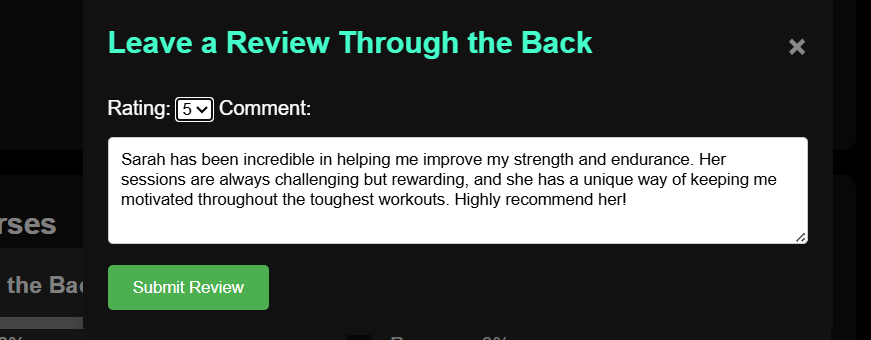 Leave a Review Through the Back
×
Rating: 5 Comment:
Sarah has been incredible in helping me improve my strength and endurance. Her
sessions are always challenging but rewarding, and she has a unique way of keeping me
motivated throughout the toughest workouts. Highly recommend her!
Submit Review
rses
the Bac